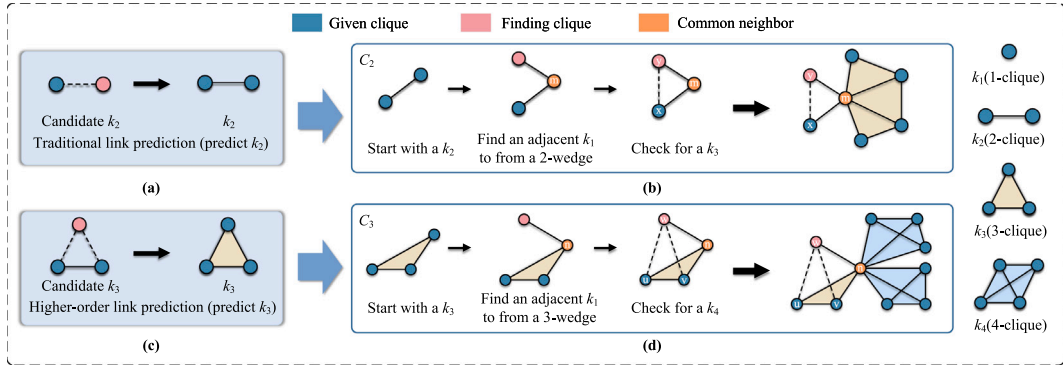 Given clique
Finding clique
Common neighbor
Candidate k2
k2
Traditional link prediction (predict k2)
(a)
C2
Start with a k2
Find an adjacent k1
to from a 2-wedge
Check for a k3
u
y
x
u
y
x
u
(b)
Candidate k3
k3
Higher-order link prediction (predict k3)
(c)
C3
Start with a k3
Find an adjacent k1
to from a 3-wedge
Check for a k4
u
v
u
v
(d)
k1(1-clique)
k2(2-clique)
k3(3-clique)
k4(4-clique)